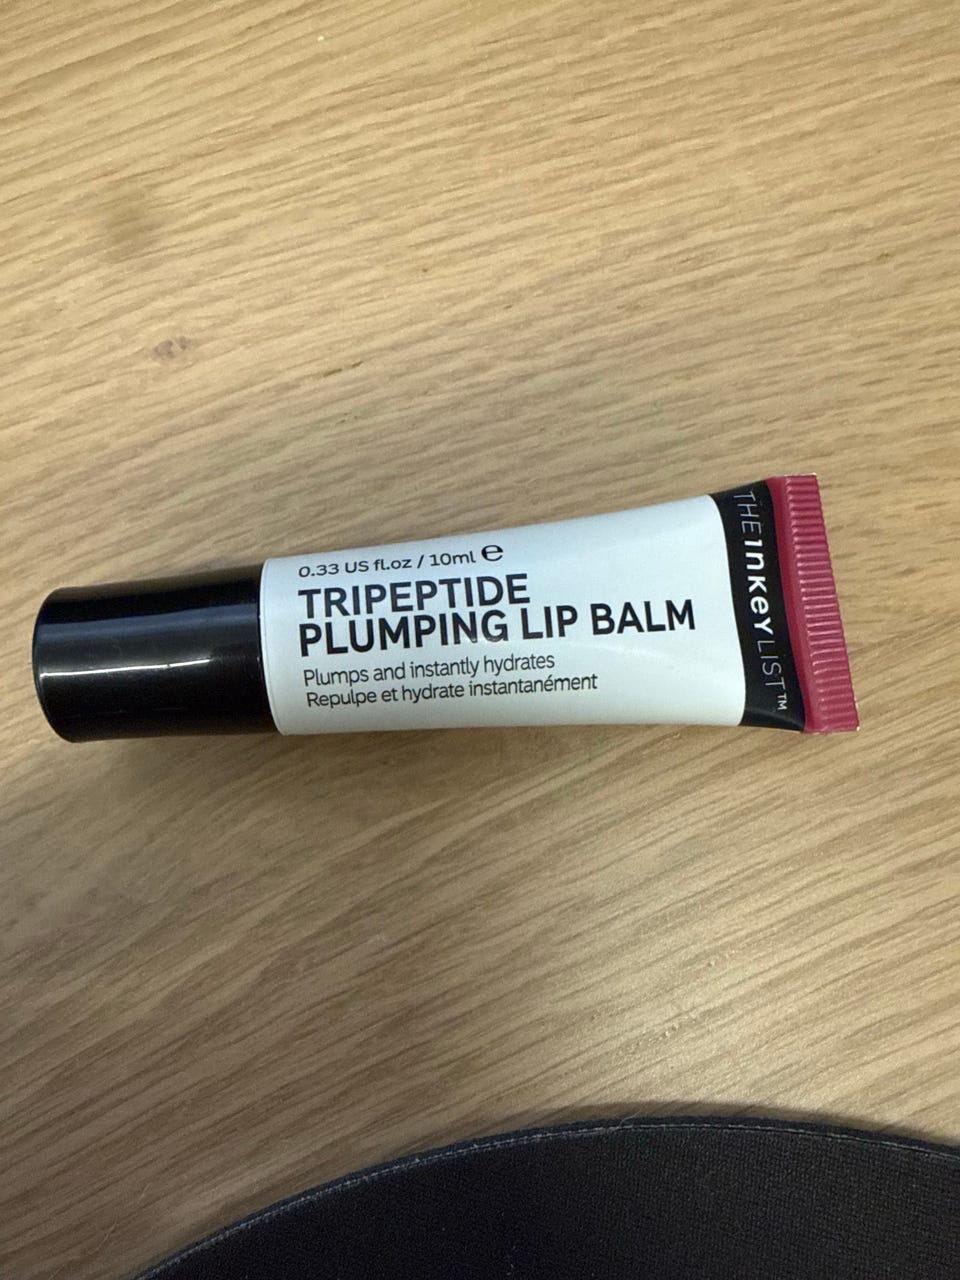 0.33 US fl.oz / 10ml ℮
TRIPEPTIDE
PLUMPING LIP BALM
Plumps and instantly hydrates
Repulpe et hydrate instantanément
THE INKEY LIST™